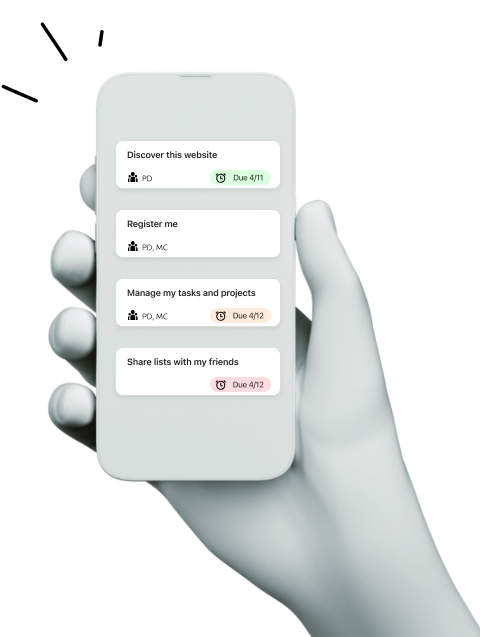 Discover this website
PD Due 4/11
Register me
PD, MC
Manage my tasks and projects
PD, MC Due 4/12
Share lists with my friends
Due 4/12